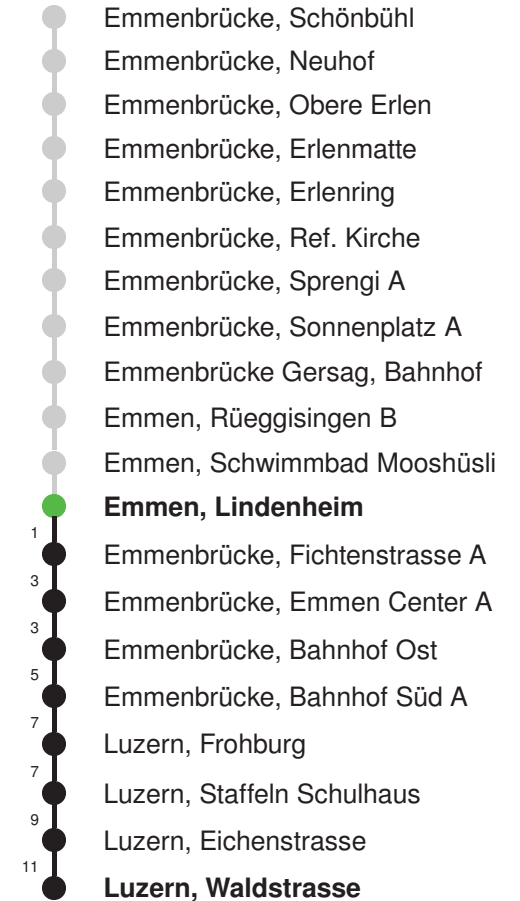 Emmenbrücke, Schönbühl
Emmenbrücke, Neuhof
Emmenbrücke, Obere Erlen
Emmenbrücke, Erlenmatte
Emmenbrücke, Erlenring
Emmenbrücke, Ref. Kirche
Emmenbrücke, Sprengi A
Emmenbrücke, Sonnenplatz A
Emmenbrücke Gersag, Bahnhof
Emmen, Rüeggisingen B
Emmen, Schwimmbad Mooshüsli
Emmen, Lindenheim
1 Emmenbrücke, Fichtenstrasse A
3 Emmenbrücke, Emmen Center A
3 Emmenbrücke, Bahnhof Ost
5 Emmenbrücke, Bahnhof Süd A
7 Luzern, Frohburg
7 Luzern, Staffeln Schulhaus
9 Luzern, Eichenstrasse
11 Luzern, Waldstrasse